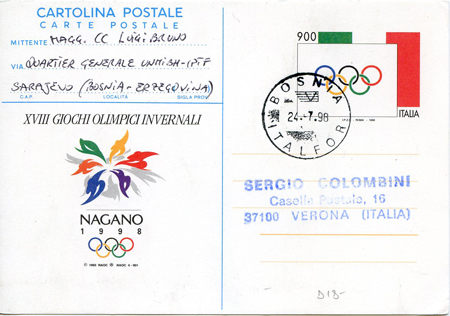 CARTOLINA POSTALE
CARTE POSTALE
MITTENTE MAGG. CC LUIGI BRUNO
VIA QUARTIER GENERALE UNMIBH - IPTF
SARAJEVO (BOSNIA - ERZEGOVINA)
C.A.P. LOCALITÀ SIGLA PROV.
XVIII GIOCHI OLIMPICI INVERNALI
NAGANO
1998
900
ITALIA
BOSNIA
24.-7.98
ITALFOR
SERGIO COLOMBINI
Casella Postale, 16
37100 VERONA (ITALIA)